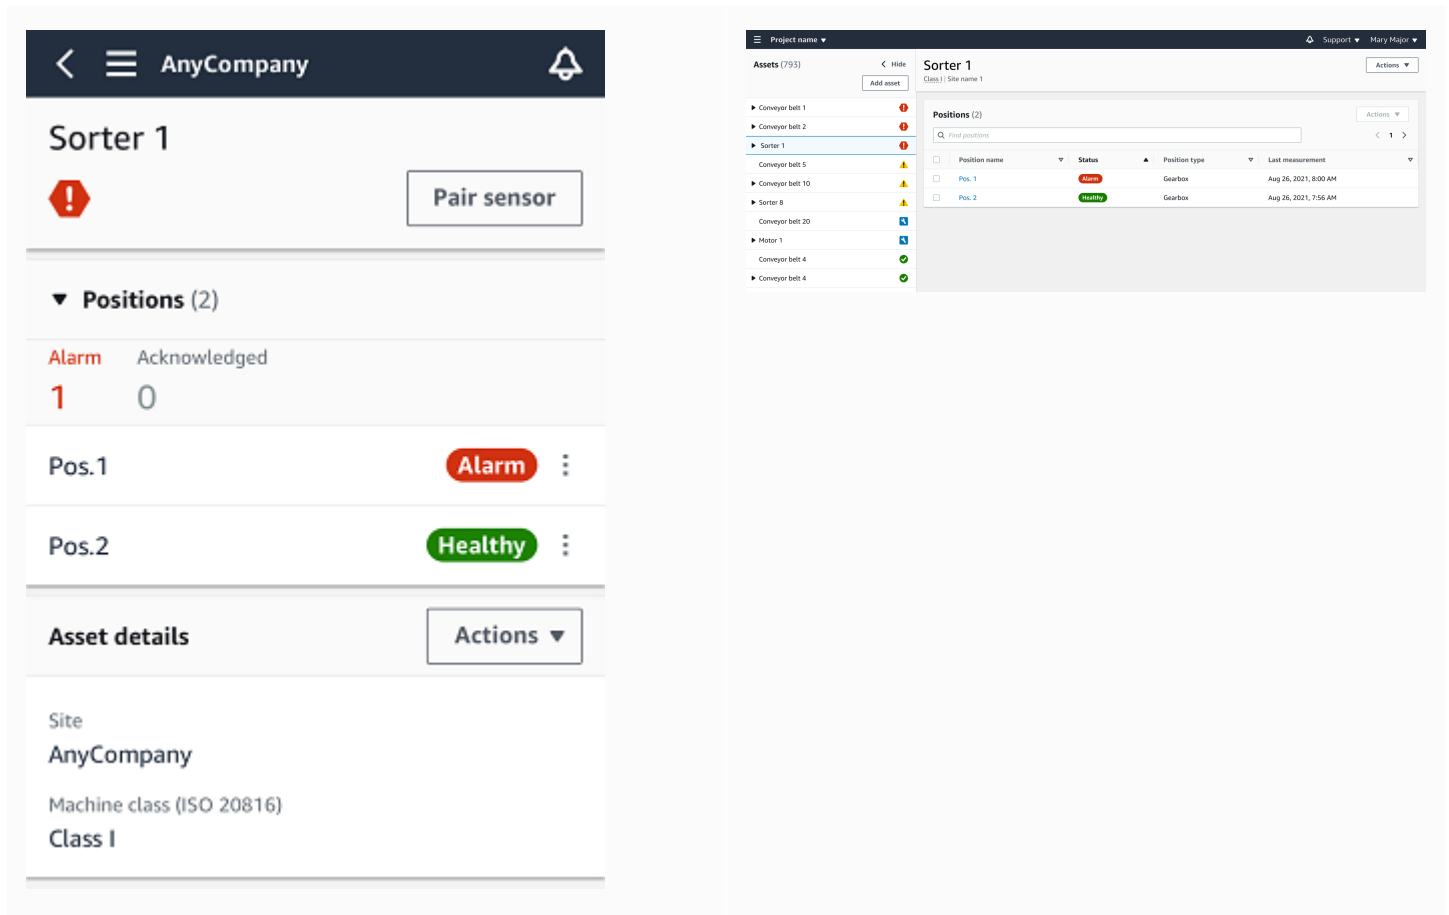 AnyCompany
Sorter 1
Pair sensor
Positions (2)
Alarm Acknowledged
1 0
Pos.1 Alarm
Pos.2 Healthy
Asset details Actions
Site
AnyCompany
Machine class (ISO 20816)
Class I
Project name Support Mary Major
Assets (793) Hide
Add asset
Conveyor belt 1
Conveyor belt 2
Sorter 1
Conveyor belt 5
Conveyor belt 10
Sorter 8
Conveyor belt 20
Motor 1
Conveyor belt 4
Conveyor belt 4
Sorter 1 Actions
Class I | Site name 1
Positions (2) Actions
Find positions 1
Position name Status Position type Last measurement
Pos. 1 Alarm Gearbox Aug 26, 2021, 8:00 AM
Pos. 2 Healthy Gearbox Aug 26, 2021, 7:56 AM